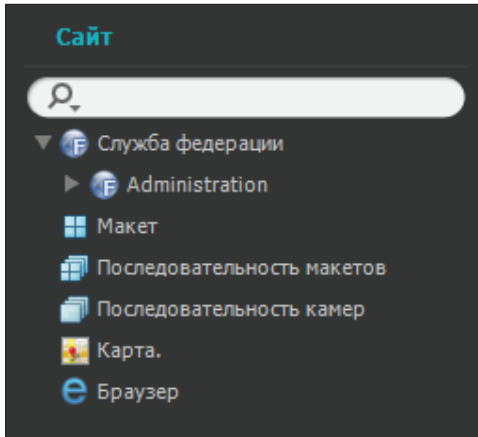 Сайт
Служба федерации
Administration
Макет
Последовательность макетов
Последовательность камер
Карта.
Браузер